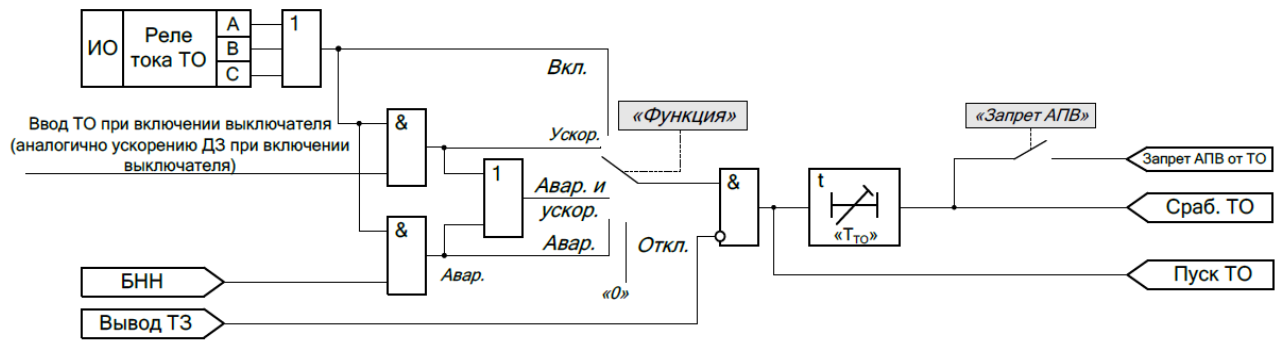 ИО
Реле
тока ТО
A
B
C
1
Вкл.
«Функция»
«Запрет АПВ»
Ввод ТО при включении выключателя
(аналогично ускорению ДЗ при включении
выключателя)
&
Ускор.
1
Авар. и
ускор.
&
t
«TТО»
Запрет АПВ от ТО
Сраб. ТО
&
Авар.
Откл.
Авар.
БНН
«0»
Пуск ТО
Вывод ТЗ